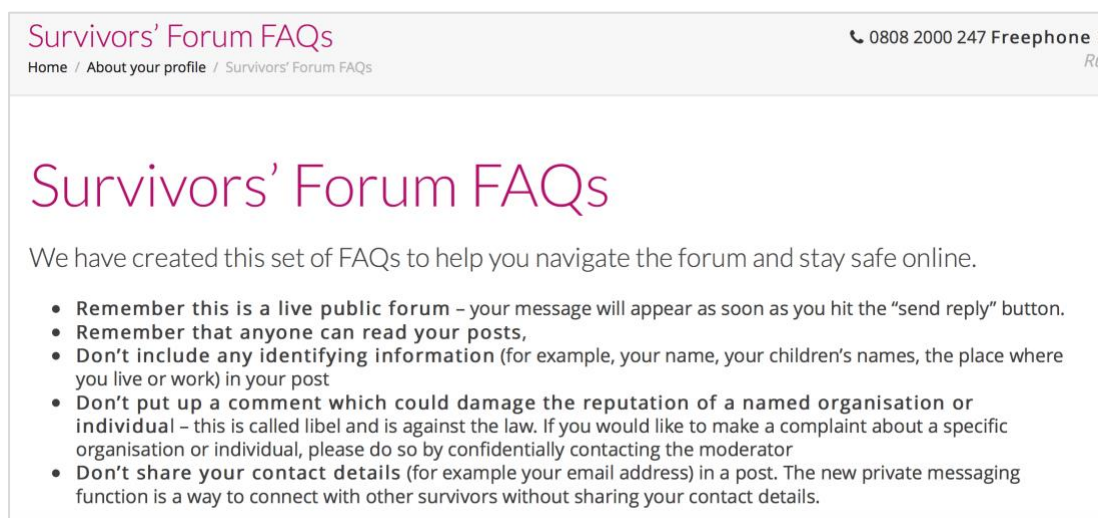 Survivors’ Forum FAQs
0808 2000 247 Freephone
Home / About your profile / Survivors’ Forum FAQs
Survivors’ Forum FAQs
We have created this set of FAQs to help you navigate the forum and stay safe online.
• Remember this is a live public forum – your message will appear as soon as you hit the “send reply” button.
• Remember that anyone can read your posts,
• Don’t include any identifying information (for example, your name, your children’s names, the place where
you live or work) in your post
• Don’t put up a comment which could damage the reputation of a named organisation or
individual – this is called libel and is against the law. If you would like to make a complaint about a specific
organisation or individual, please do so by confidentially contacting the moderator
• Don’t share your contact details (for example your email address) in a post. The new private messaging
function is a way to connect with other survivors without sharing your contact details.